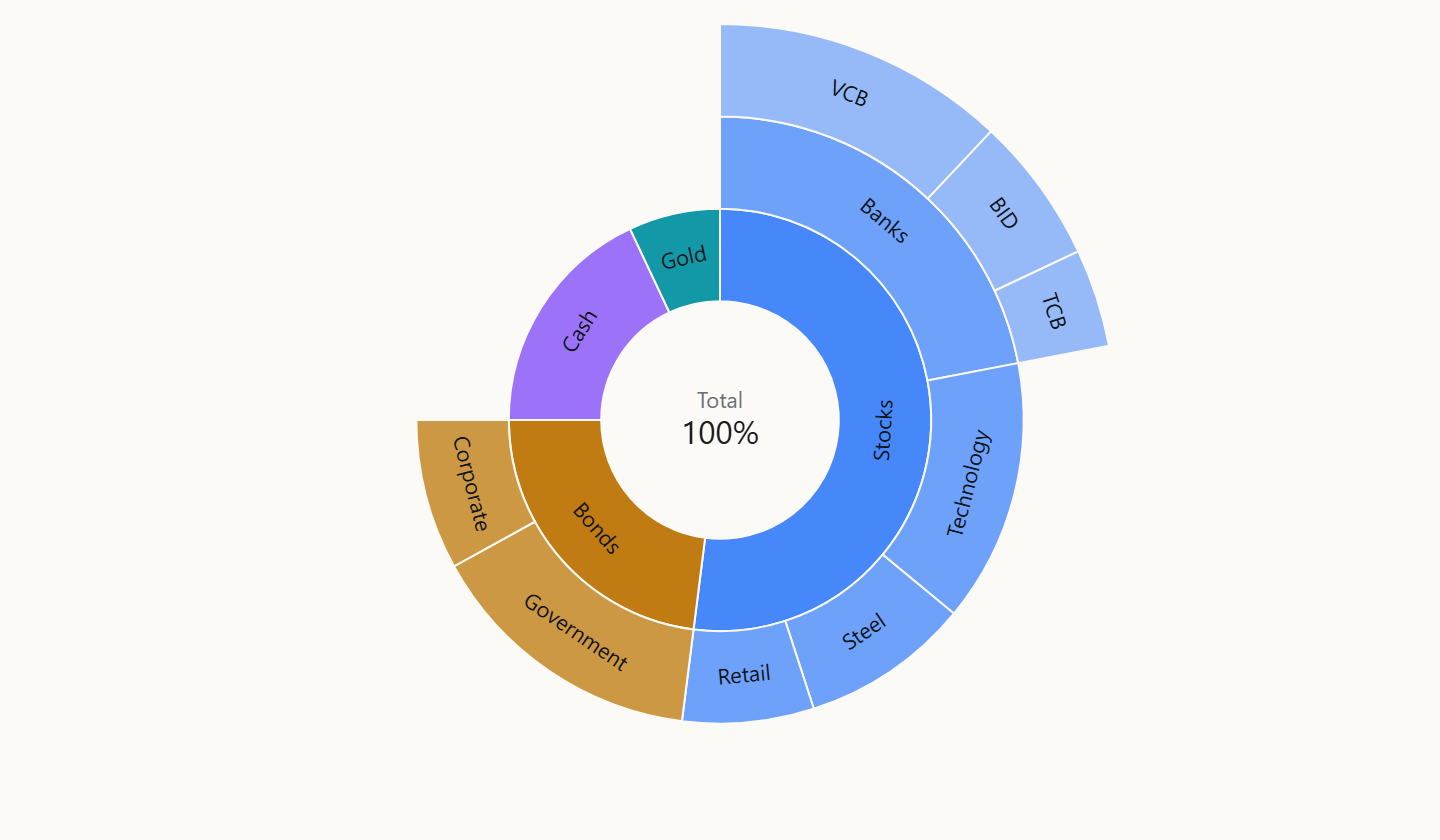 VCB
BID
Banks
TCB
Gold
Cash
Total
100%
Stocks
Technology
Corporate
Bonds
Government
Steel
Retail